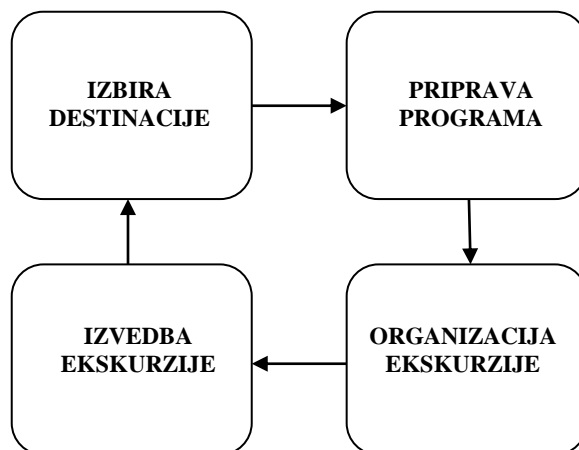 IZBIRA
DESTINACIJE
PRIPRAVA
PROGRAMA
IZVEDBA
EKSKURZIJE
ORGANIZACIJA
EKSKURZIJE